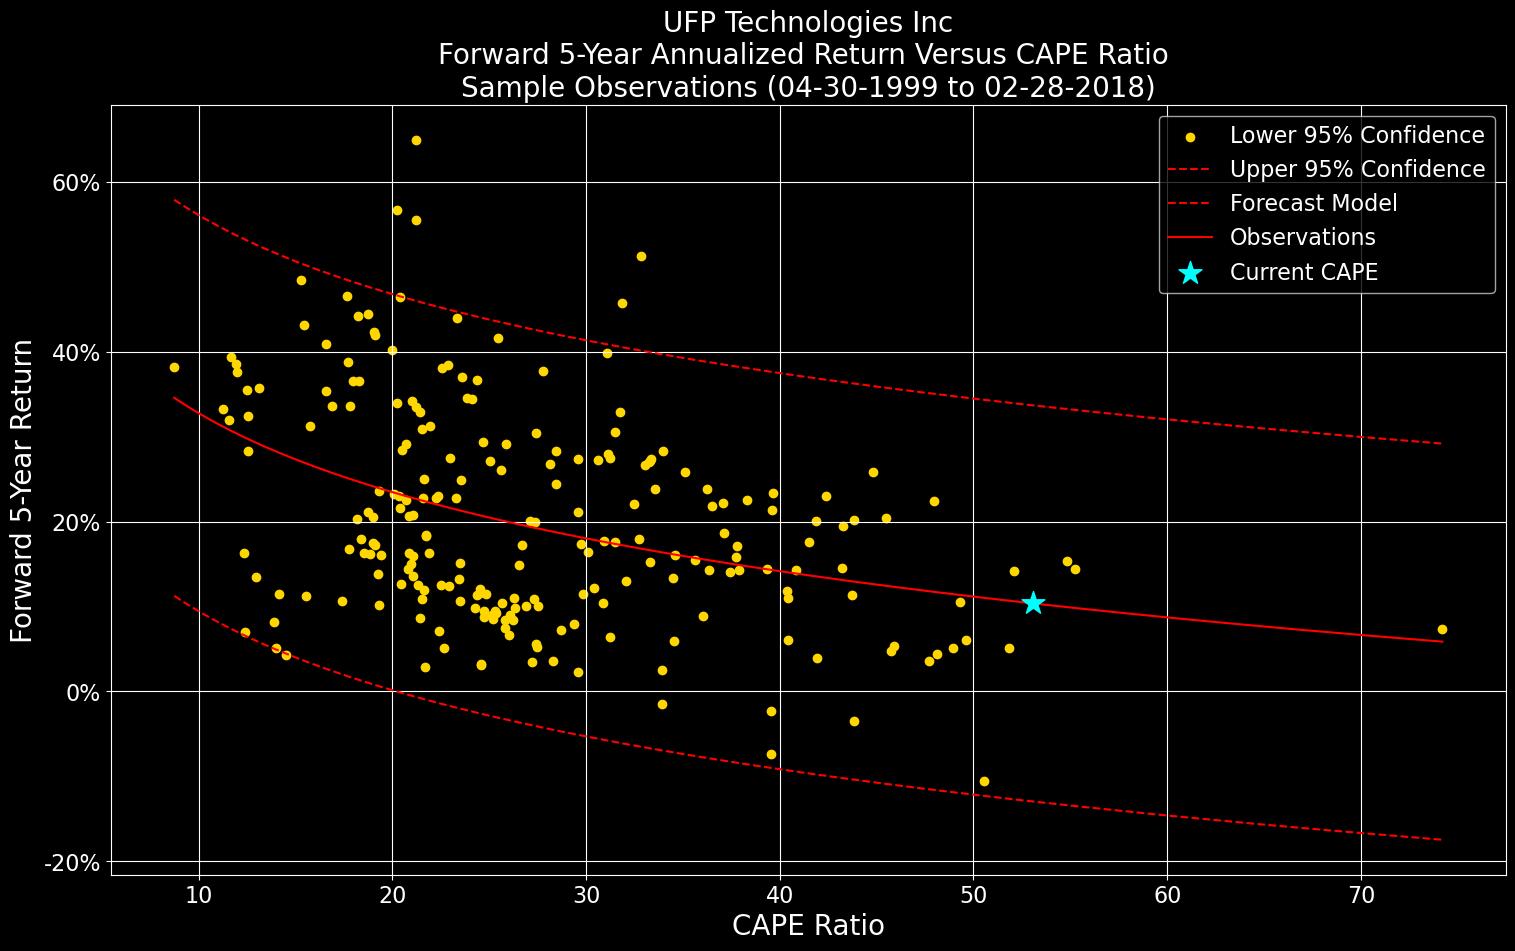 UFP Technologies Inc
Forward 5-Year Annualized Return Versus CAPE Ratio
Sample Observations (04-30-1999 to 02-28-2018)
Lower 95% Confidence
Upper 95% Confidence
Forecast Model
Observations
Current CAPE
Forward 5-Year Return
60%
40%
20%
0%
-20%
10 20 30 40 50 60 70
CAPE Ratio